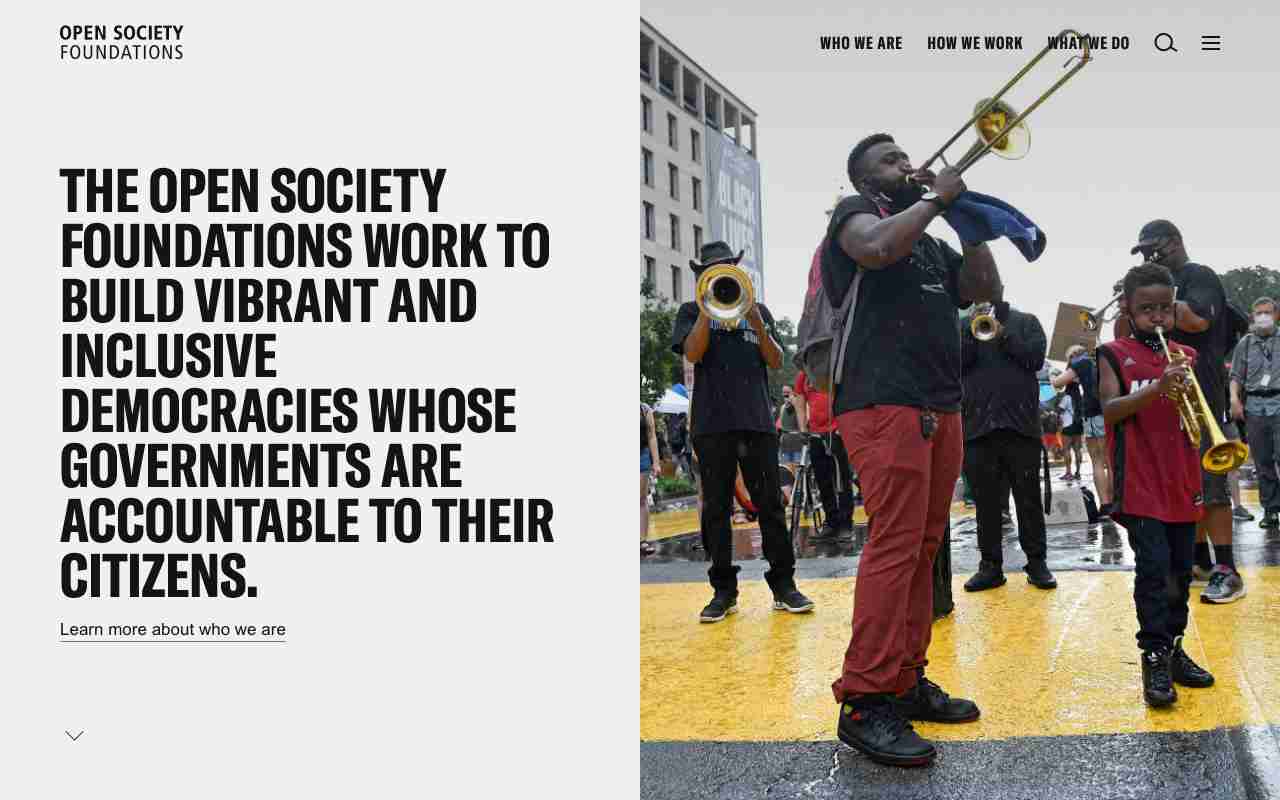 OPEN SOCIETY
FOUNDATIONS
WHO WE ARE
HOW WE WORK
WHAT WE DO
THE OPEN SOCIETY
FOUNDATIONS WORK TO
BUILD VIBRANT AND
INCLUSIVE
DEMOCRACIES WHOSE
GOVERNMENTS ARE
ACCOUNTABLE TO THEIR
CITIZENS.
Learn more about who we are
BLACK
LIVES